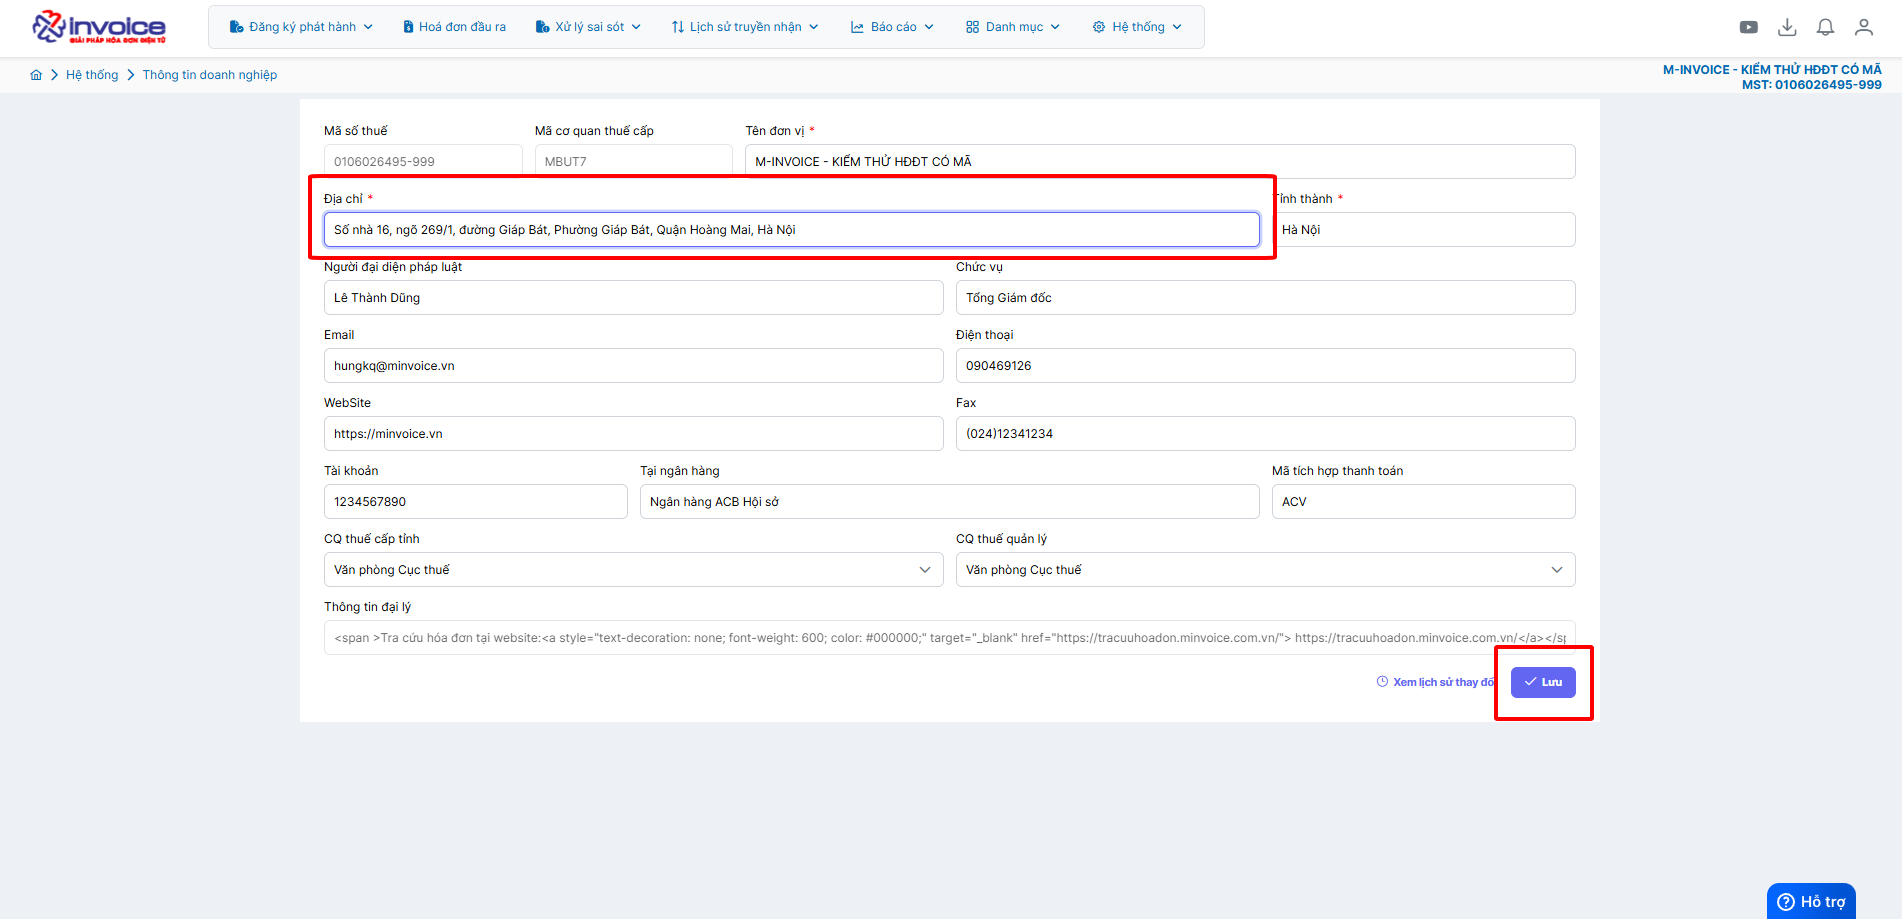 invoice
GIẢI PHÁP HÓA ĐƠN ĐIỆN TỬ
Đăng ký phát hành
Hoá đơn đầu ra
Xử lý sai sót
Lịch sử truyền nhận
Báo cáo
Danh mục
Hệ thống
Hệ thống
Thông tin doanh nghiệp
M-INVOICE - KIỂM THỬ HĐĐT CÓ MÃ
MST: 0106026495-999
Mã số thuế
Mã cơ quan thuế cấp
Tên đơn vị *
0106026495-999
MBUT7
M-INVOICE - KIỂM THỬ HĐĐT CÓ MÃ
Địa chỉ *
Tỉnh thành *
Số nhà 16, ngõ 269/1, đường Giáp Bát, Phường Giáp Bát, Quận Hoàng Mai, Hà Nội
Hà Nội
Người đại diện pháp luật
Chức vụ
Lê Thành Dũng
Tổng Giám đốc
Email
Điện thoại
hungkq@minvoice.vn
090469126
WebSite
Fax
https://minvoice.vn
(024)12341234
Tài khoản
Tại ngân hàng
Mã tích hợp thanh toán
1234567890
Ngân hàng ACB Hội sở
ACV
CQ thuế cấp tỉnh
CQ thuế quản lý
Văn phòng Cục thuế
Văn phòng Cục thuế
Thông tin đại lý
<span >Tra cứu hóa đơn tại website:<a style="text-decoration: none; font-weight: 600; color: #000000;" target="_blank" href="https://tracuuhoadon.minvoice.com.vn/"> https://tracuuhoadon.minvoice.com.vn/</a></sp
Xem lịch sử thay đổi
Lưu
Hỗ trợ